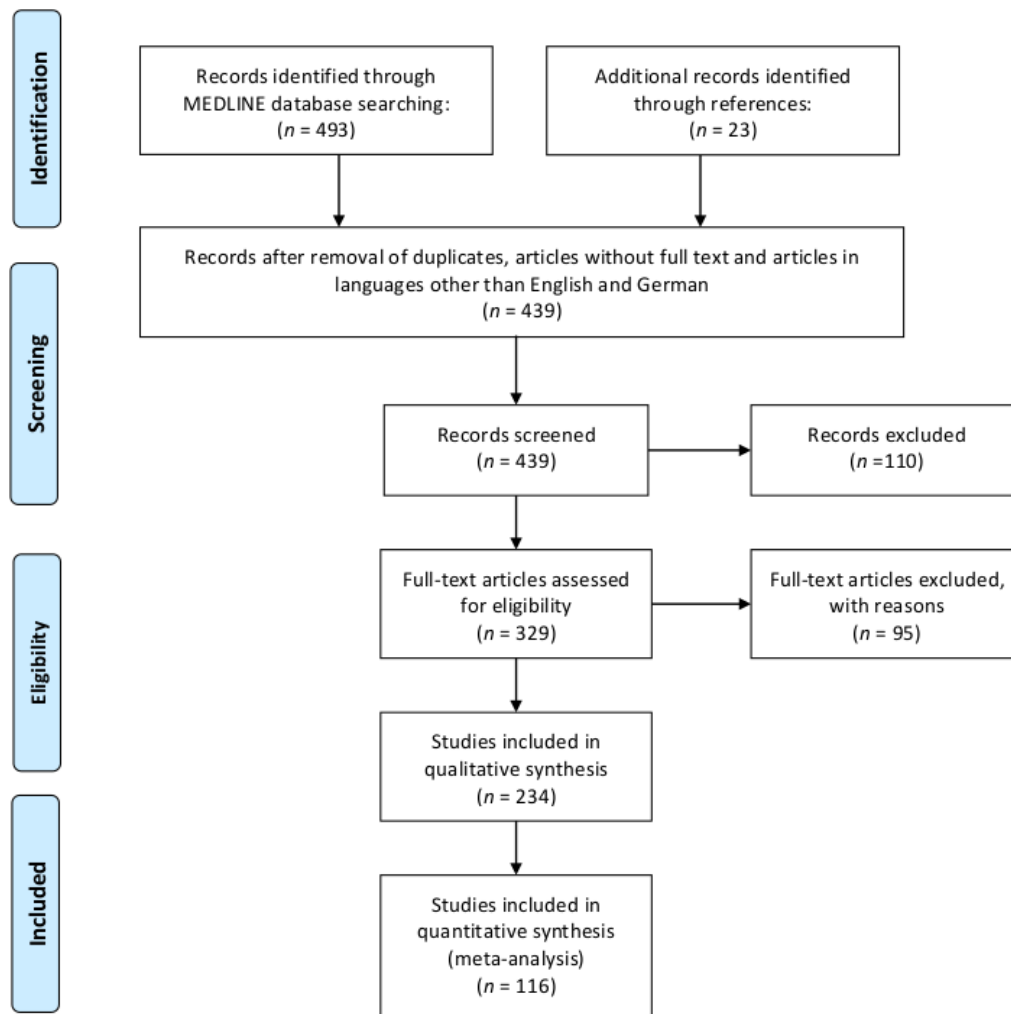 Identification
Records identified through
MEDLINE database searching:
(n = 493)
Additional records identified
through references:
(n = 23)
Records after removal of duplicates, articles without full text and articles in
languages other than English and German
(n = 439)
Screening
Records screened
(n = 439)
Records excluded
(n =110)
Eligibility
Full-text articles assessed
for eligibility
(n = 329)
Full-text articles excluded,
with reasons
(n = 95)
Studies included in
qualitative synthesis
(n = 234)
Included
Studies included in
quantitative synthesis
(meta-analysis)
(n = 116)